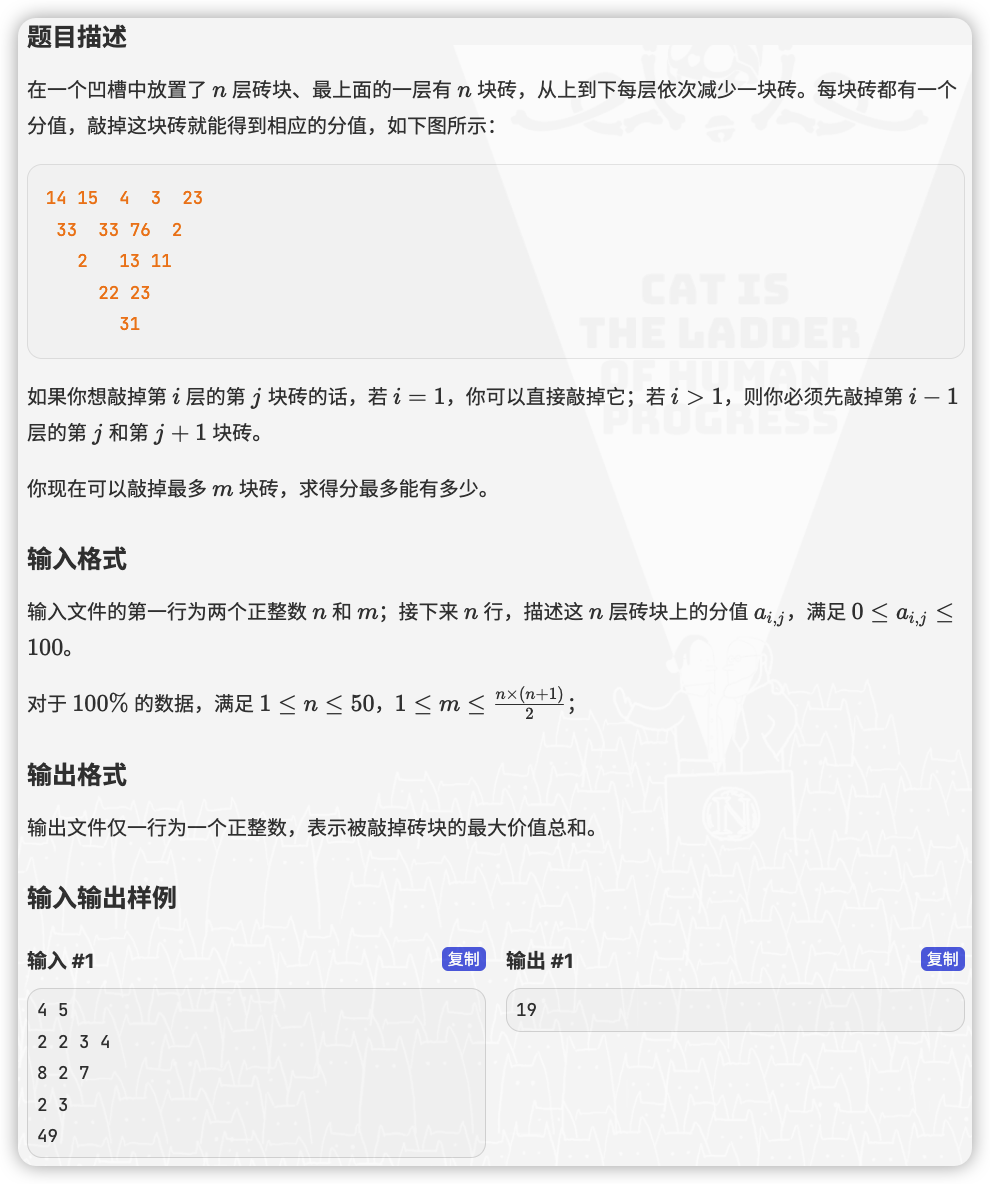 题目描述
在一个凹槽中放置了 n 层砖块、最上面的一层有 n 块砖，从上到下每层依次减少一块砖。每块砖都有一个
分值，敲掉这块砖就能得到相应的分值，如下图所示：
14 15 4 3 23
33 33 76 2
2 13 11
22 23
31
如果你想敲掉第 i 层的第 j 块砖的话，若 i = 1，你可以直接敲掉它；若 i > 1，则你必须先敲掉第 i − 1
层的第 j 和第 j + 1 块砖。
你现在可以敲掉最多 m 块砖，求得分最多能有多少。
输入格式
输入文件的第一行为两个正整数 n 和 m；接下来 n 行，描述这 n 层砖块上的分值 a_{i,j}，满足 0 ≤ a_{i,j} ≤
100。
对于 100% 的数据，满足 1 ≤ n ≤ 50，1 ≤ m ≤ \frac{n×(n+1)}{2}；
输出格式
输出文件仅一行为一个正整数，表示被敲掉砖块的最大价值总和。
输入输出样例
输入 #1 复制
4 5
2 2 3 4
8 2 7
2 3
49
输出 #1 复制
19
CAT IS
THE LADDER
OF HUMAN
PROGRESS